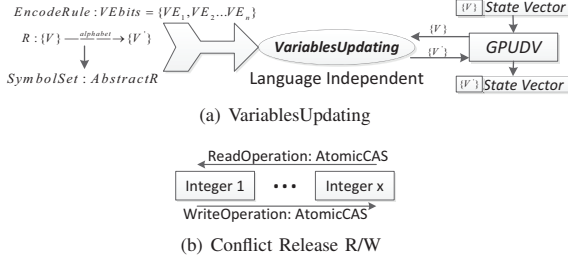 EncodeRule : VEbits = {VE₁,VE₂...VEₙ}
{V} State Vector
R : {V} —alphabet→ {V'}
{V}
VariablesUpdating
{V'}
GPUDV
SymbolSet : AbstractR
Language Independent
{V'} State Vector
(a) VariablesUpdating
ReadOperation: AtomicCAS
Integer 1 ••• Integer x
WriteOperation: AtomicCAS
(b) Conflict Release R/W